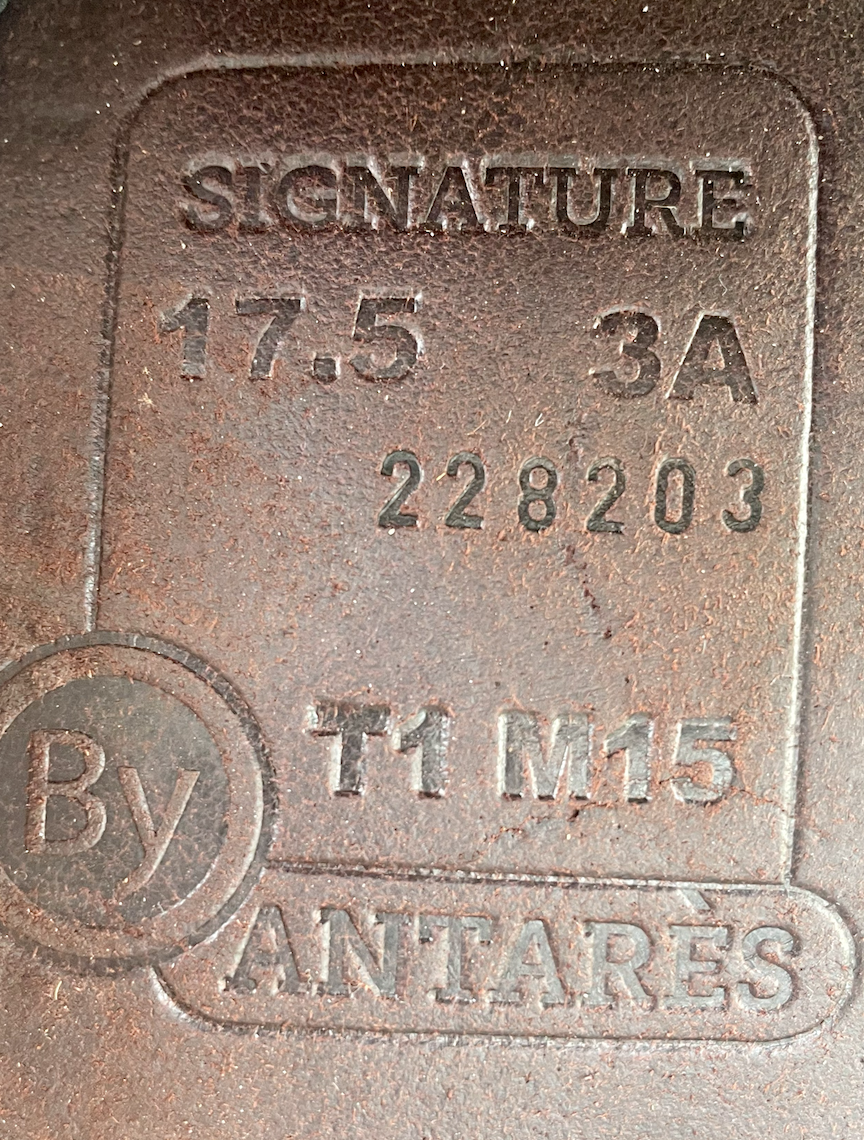 SIGNATURE
17.5 3A
228203
T1 M15
By
ANTARÈS